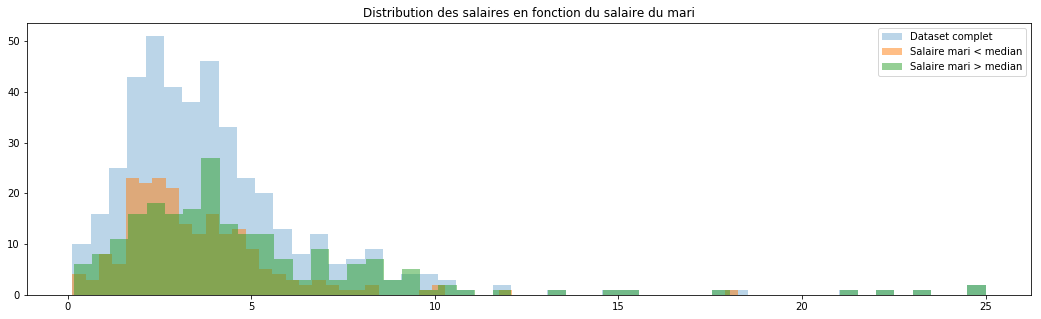 Distribution des salaires en fonction du salaire du mari
Dataset complet
Salaire mari < median
Salaire mari > median
50
40
30
20
10
0
0 5 10 15 20 25